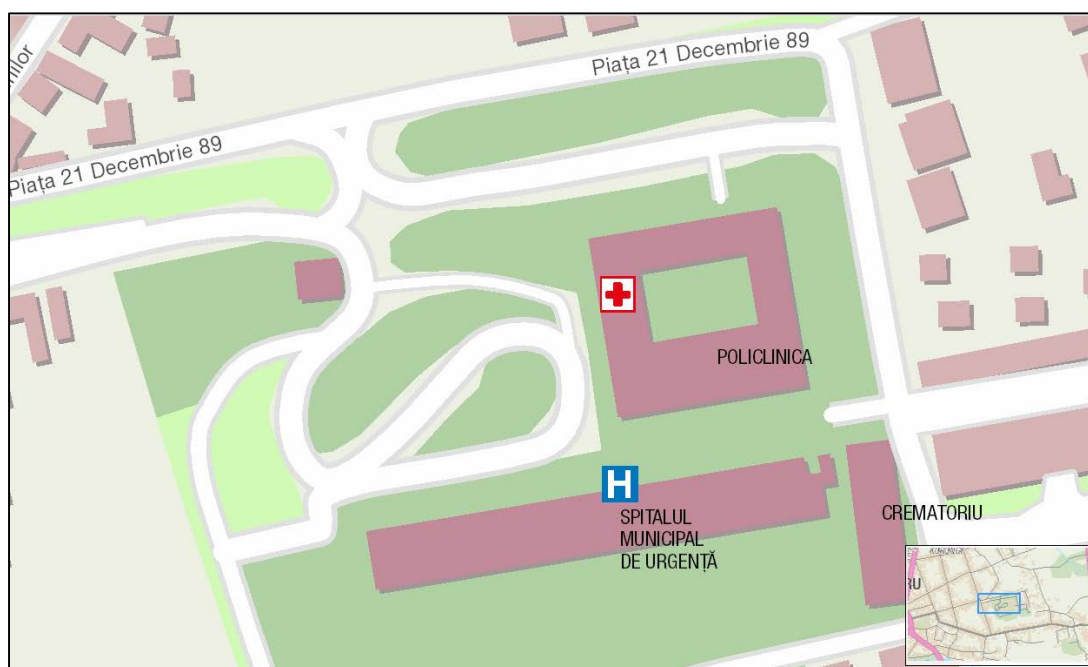 Piața 21 Decembrie 89
Piața 21 Decembrie 89
POLICLINICA
H
SPITALUL
MUNICIPAL
DE URGENȚĂ
CREMATORIU